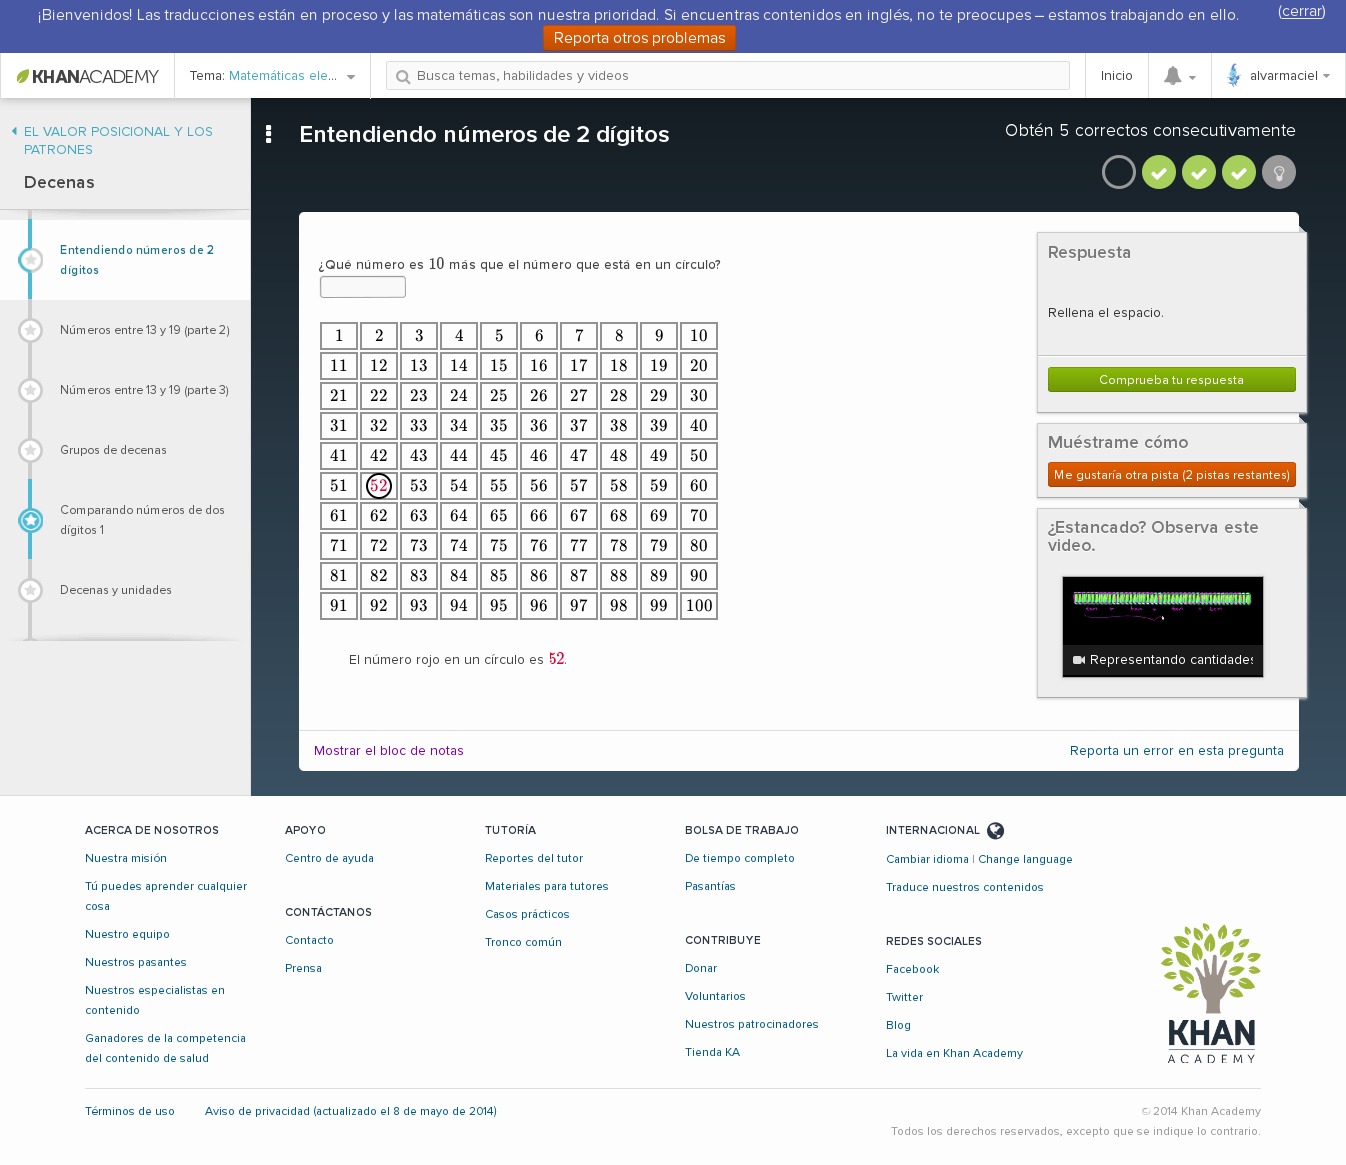 ¡Bienvenidos! Las traducciones están en proceso y las matemáticas son nuestra prioridad. Si encuentras contenidos en inglés, no te preocupes – estamos trabajando en ello.
(cerrar)
Reporta otros problemas
KHANACADEMY
Tema: Matemáticas ele...
Busca temas, habilidades y videos
Inicio
alvarmaciel
EL VALOR POSICIONAL Y LOS
PATRONES
Decenas
Entendiendo números de 2
dígitos
Números entre 13 y 19 (parte 2)
Números entre 13 y 19 (parte 3)
Grupos de decenas
Comparando números de dos
dígitos 1
Decenas y unidades
Entendiendo números de 2 dígitos
Obtén 5 correctos consecutivamente
¿Qué número es 10 más que el número que está en un círculo?
1 2 3 4 5 6 7 8 9 10
11 12 13 14 15 16 17 18 19 20
21 22 23 24 25 26 27 28 29 30
31 32 33 34 35 36 37 38 39 40
41 42 43 44 45 46 47 48 49 50
51 52 53 54 55 56 57 58 59 60
61 62 63 64 65 66 67 68 69 70
71 72 73 74 75 76 77 78 79 80
81 82 83 84 85 86 87 88 89 90
91 92 93 94 95 96 97 98 99 100
El número rojo en un círculo es 52.
Respuesta
Rellena el espacio.
Comprueba tu respuesta
Muéstrame cómo
Me gustaría otra pista (2 pistas restantes)
¿Estancado? Observa este
video.
Representando cantidades
Mostrar el bloc de notas
Reporta un error en esta pregunta
ACERCA DE NOSOTROS
Nuestra misión
Tú puedes aprender cualquier
cosa
Nuestro equipo
Nuestros pasantes
Nuestros especialistas en
contenido
Ganadores de la competencia
del contenido de salud
APOYO
Centro de ayuda
CONTÁCTANOS
Contacto
Prensa
TUTORÍA
Reportes del tutor
Materiales para tutores
Casos prácticos
Tronco común
BOLSA DE TRABAJO
De tiempo completo
Pasantías
CONTRIBUYE
Donar
Voluntarios
Nuestros patrocinadores
Tienda KA
INTERNACIONAL
Cambiar idioma | Change language
Traduce nuestros contenidos
REDES SOCIALES
Facebook
Twitter
Blog
La vida en Khan Academy
KHAN
ACADEMY
Términos de uso
Aviso de privacidad (actualizado el 8 de mayo de 2014)
© 2014 Khan Academy
Todos los derechos reservados, excepto que se indique lo contrario.